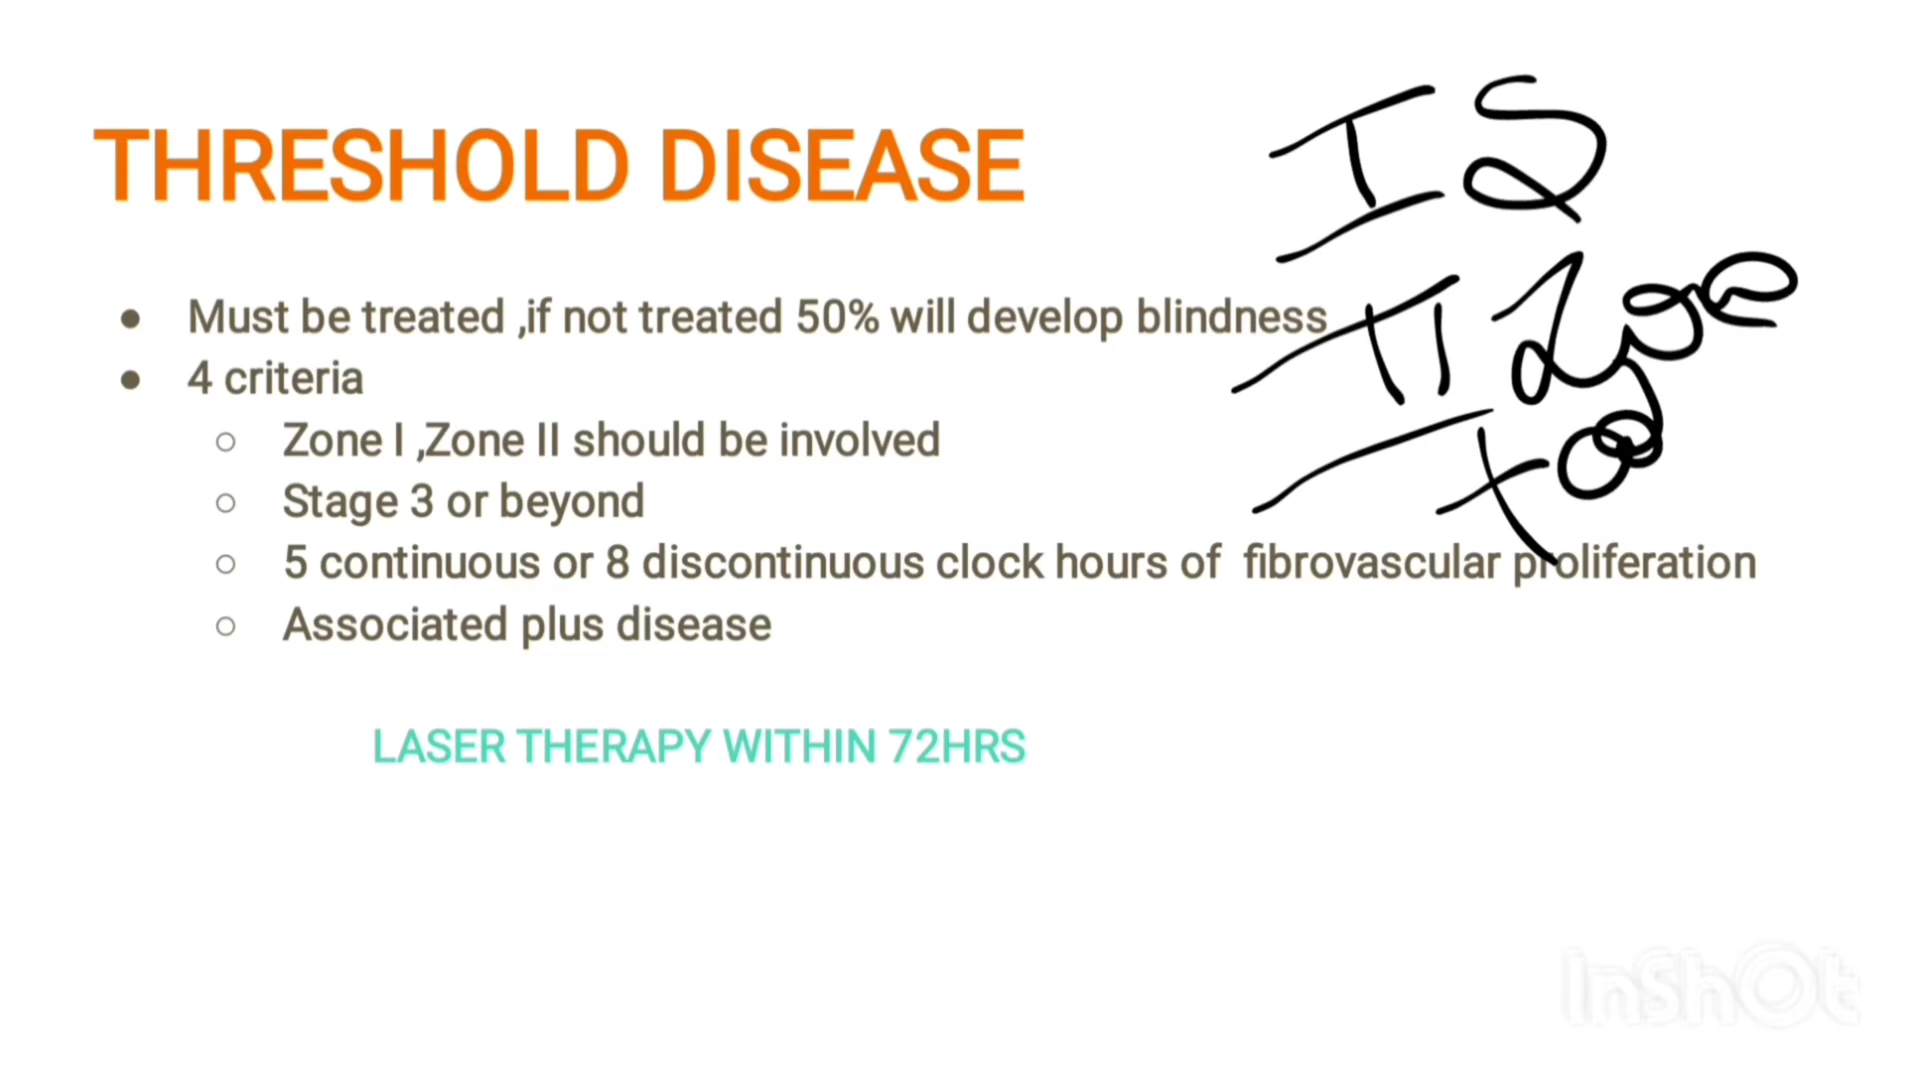 THRESHOLD DISEASE
I S
II Zone
Must be treated ,if not treated 50% will develop blindness
4 criteria
Zone I ,Zone II should be involved
Stage 3 or beyond
5 continuous or 8 discontinuous clock hours of fibrovascular proliferation
Associated plus disease
LASER THERAPY WITHIN 72HRS
InShOt